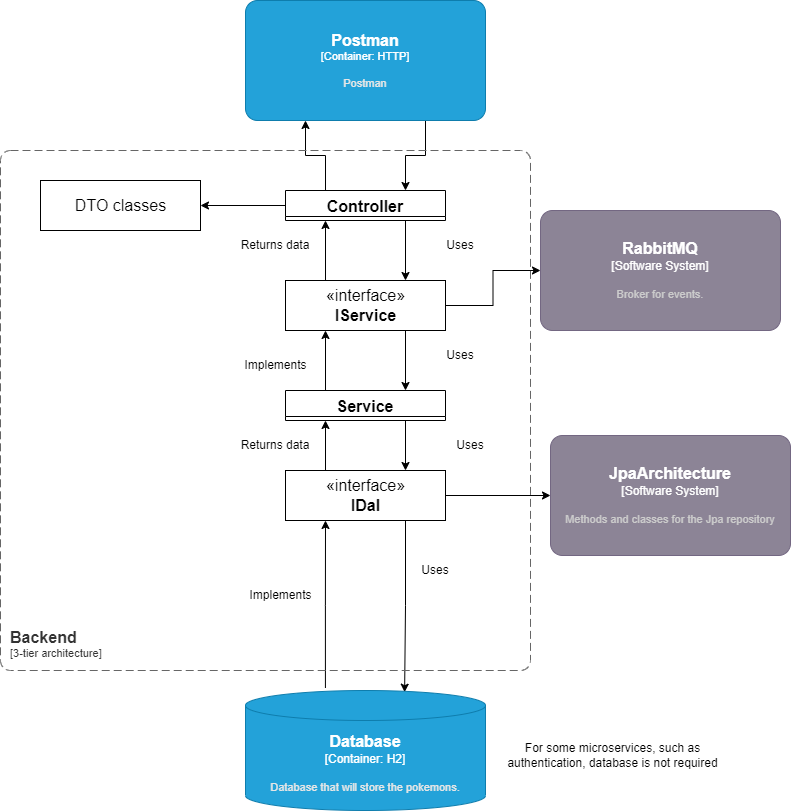 Postman
[Container: HTTP]
Postman
DTO classes
Controller
Returns data
Uses
RabbitMQ
[Software System]
Broker for events.
«interface»
IService
Implements
Uses
Service
Returns data
Uses
JpaArchitecture
[Software System]
Methods and classes for the Jpa repository
«interface»
IDal
Uses
Implements
Backend
[3-tier architecture]
Database
[Container: H2]
Database that will store the pokemons.
For some microservices, such as
authentication, database is not required